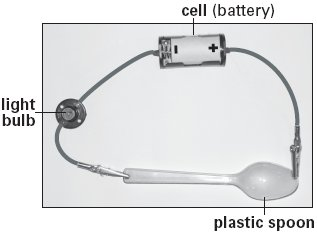 cell (battery)
-
+
light
bulb
plastic spoon